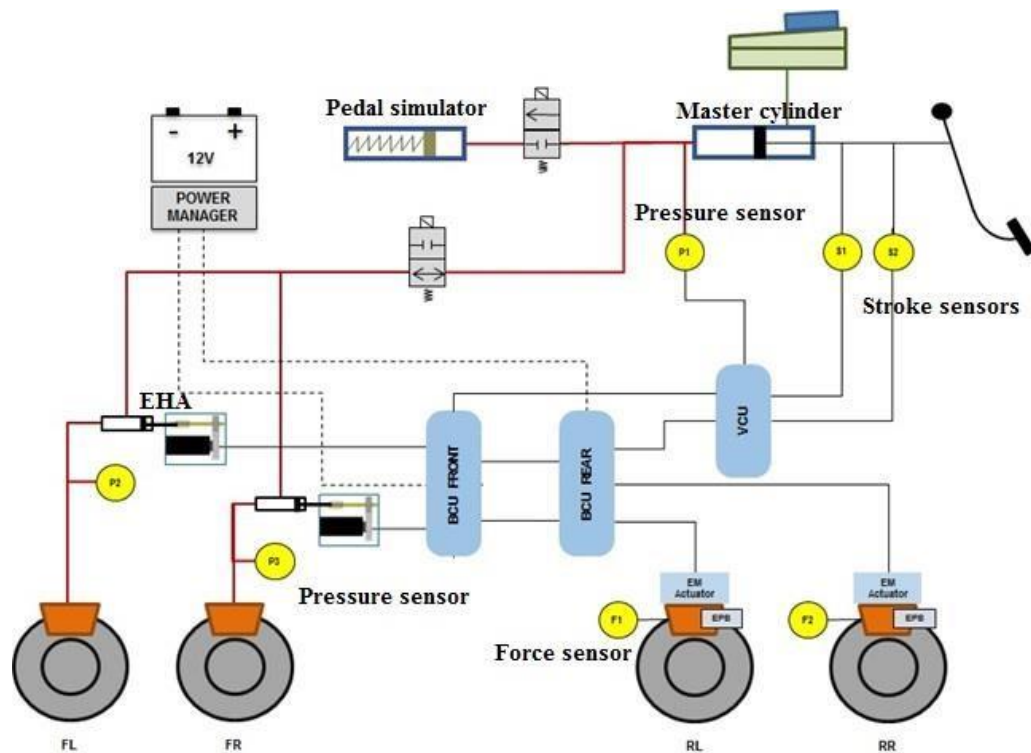 Pedal simulator
Master cylinder
- +
12V
POWER
MANAGER
Pressure sensor
P1
S1
S2
Stroke sensors
EHA
VCU
BCU FRONT
BCU REAR
P2
P3
Pressure sensor
EM
Actuator
EM
Actuator
F1
EPB
F2
EPB
Force sensor
FL
FR
RL
RR